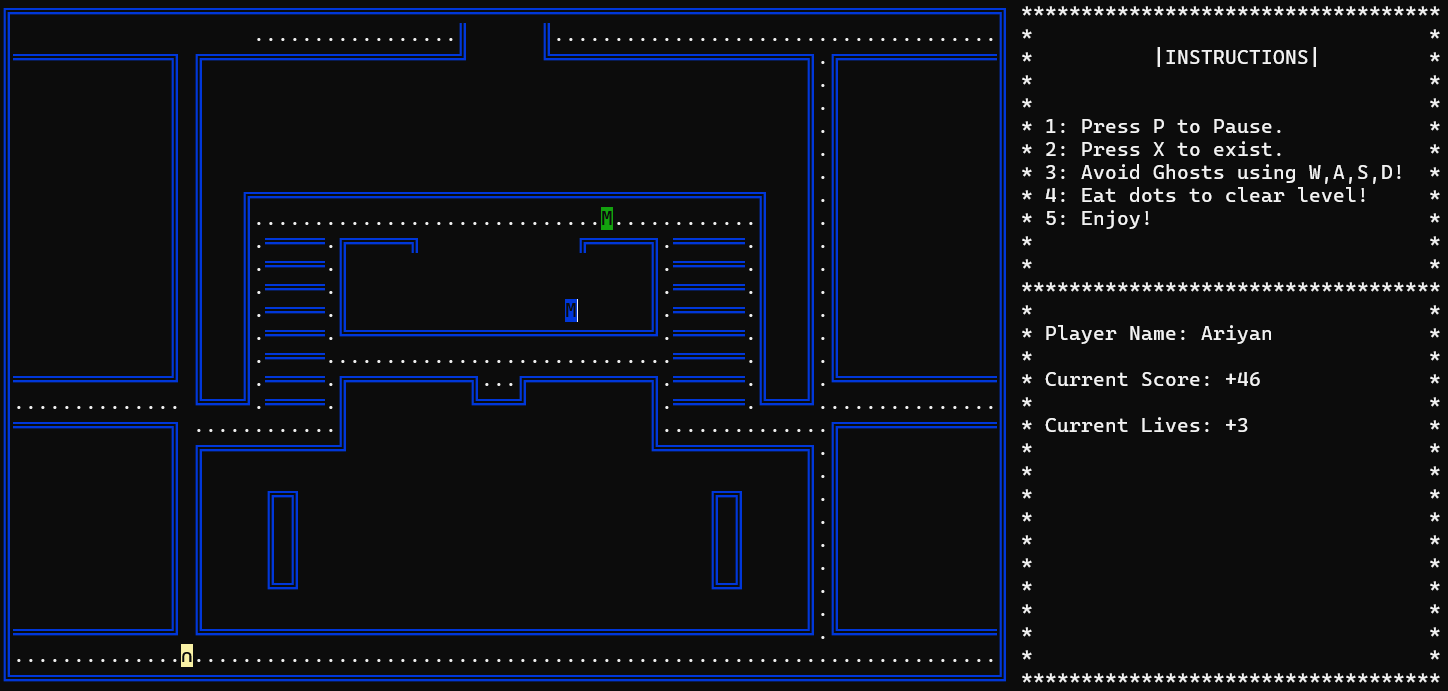 |INSTRUCTIONS|
1: Press P to Pause.
2: Press X to exist.
3: Avoid Ghosts using W,A,S,D!
4: Eat dots to clear level!
5: Enjoy!
M
M
Player Name: Ariyan
Current Score: +46
Current Lives: +3